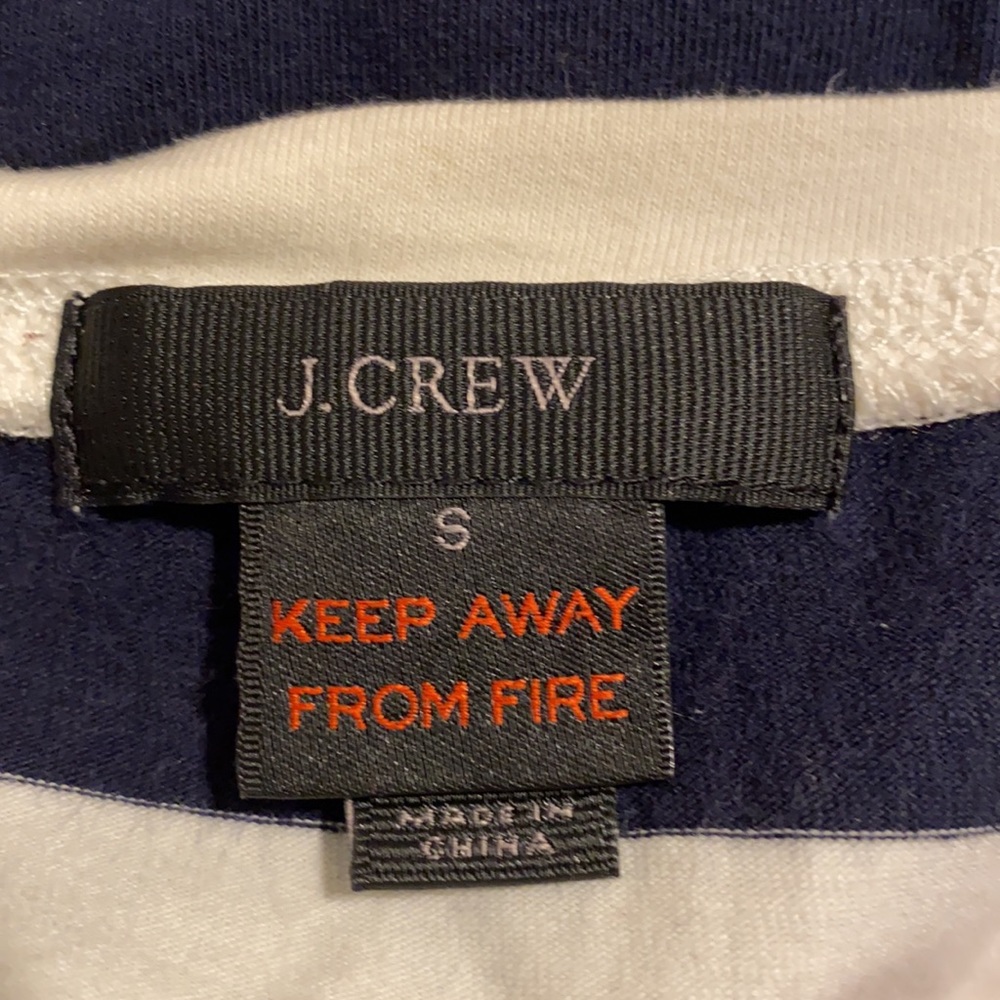 J.CREW
S
KEEP AWAY
FROM FIRE
MADE IN
CHINA